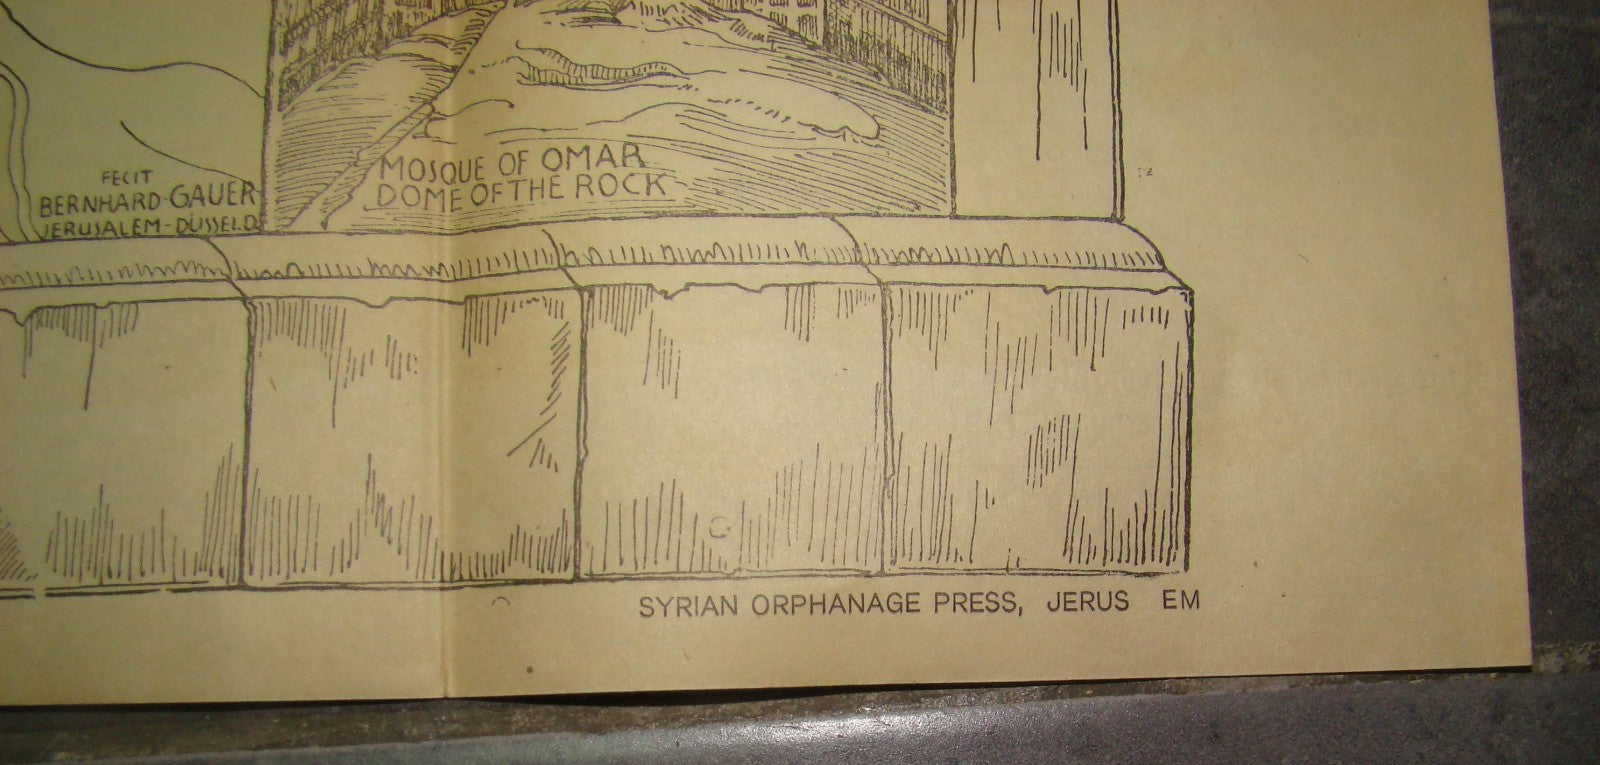 FECIT
BERNHARD-GAUER
JERUSALEM-DÜSSELD
MOSQUE OF OMAR
DOME OF THE ROCK
SYRIAN ORPHANAGE PRESS, JERUS EM